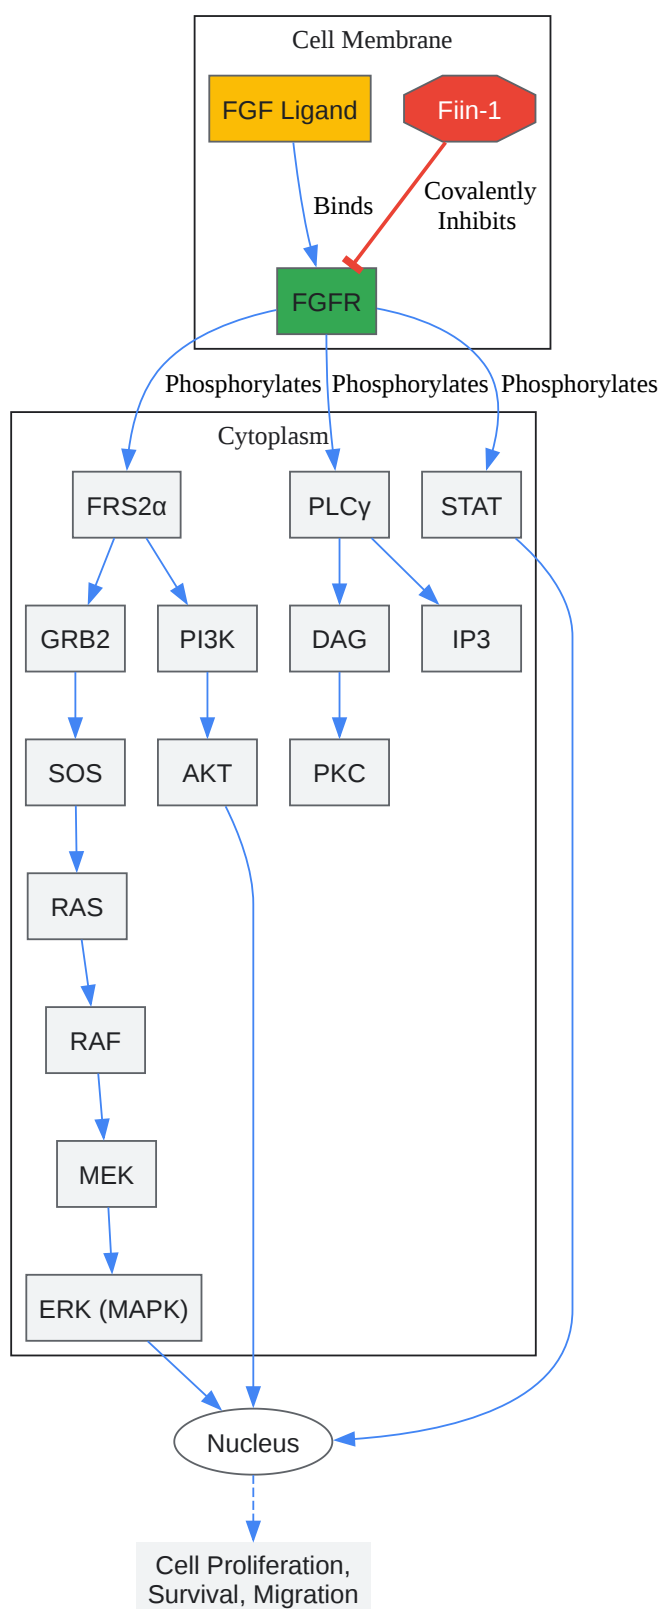 Cell Membrane
FGF Ligand
Fiin-1
Binds
Covalently
Inhibits
FGFR
Phosphorylates
Phosphorylates
Phosphorylates
Cytoplasm
FRS2α
PLCγ
STAT
GRB2
PI3K
DAG
IP3
SOS
AKT
PKC
RAS
RAF
MEK
ERK (MAPK)
Nucleus
Cell Proliferation,
Survival, Migration